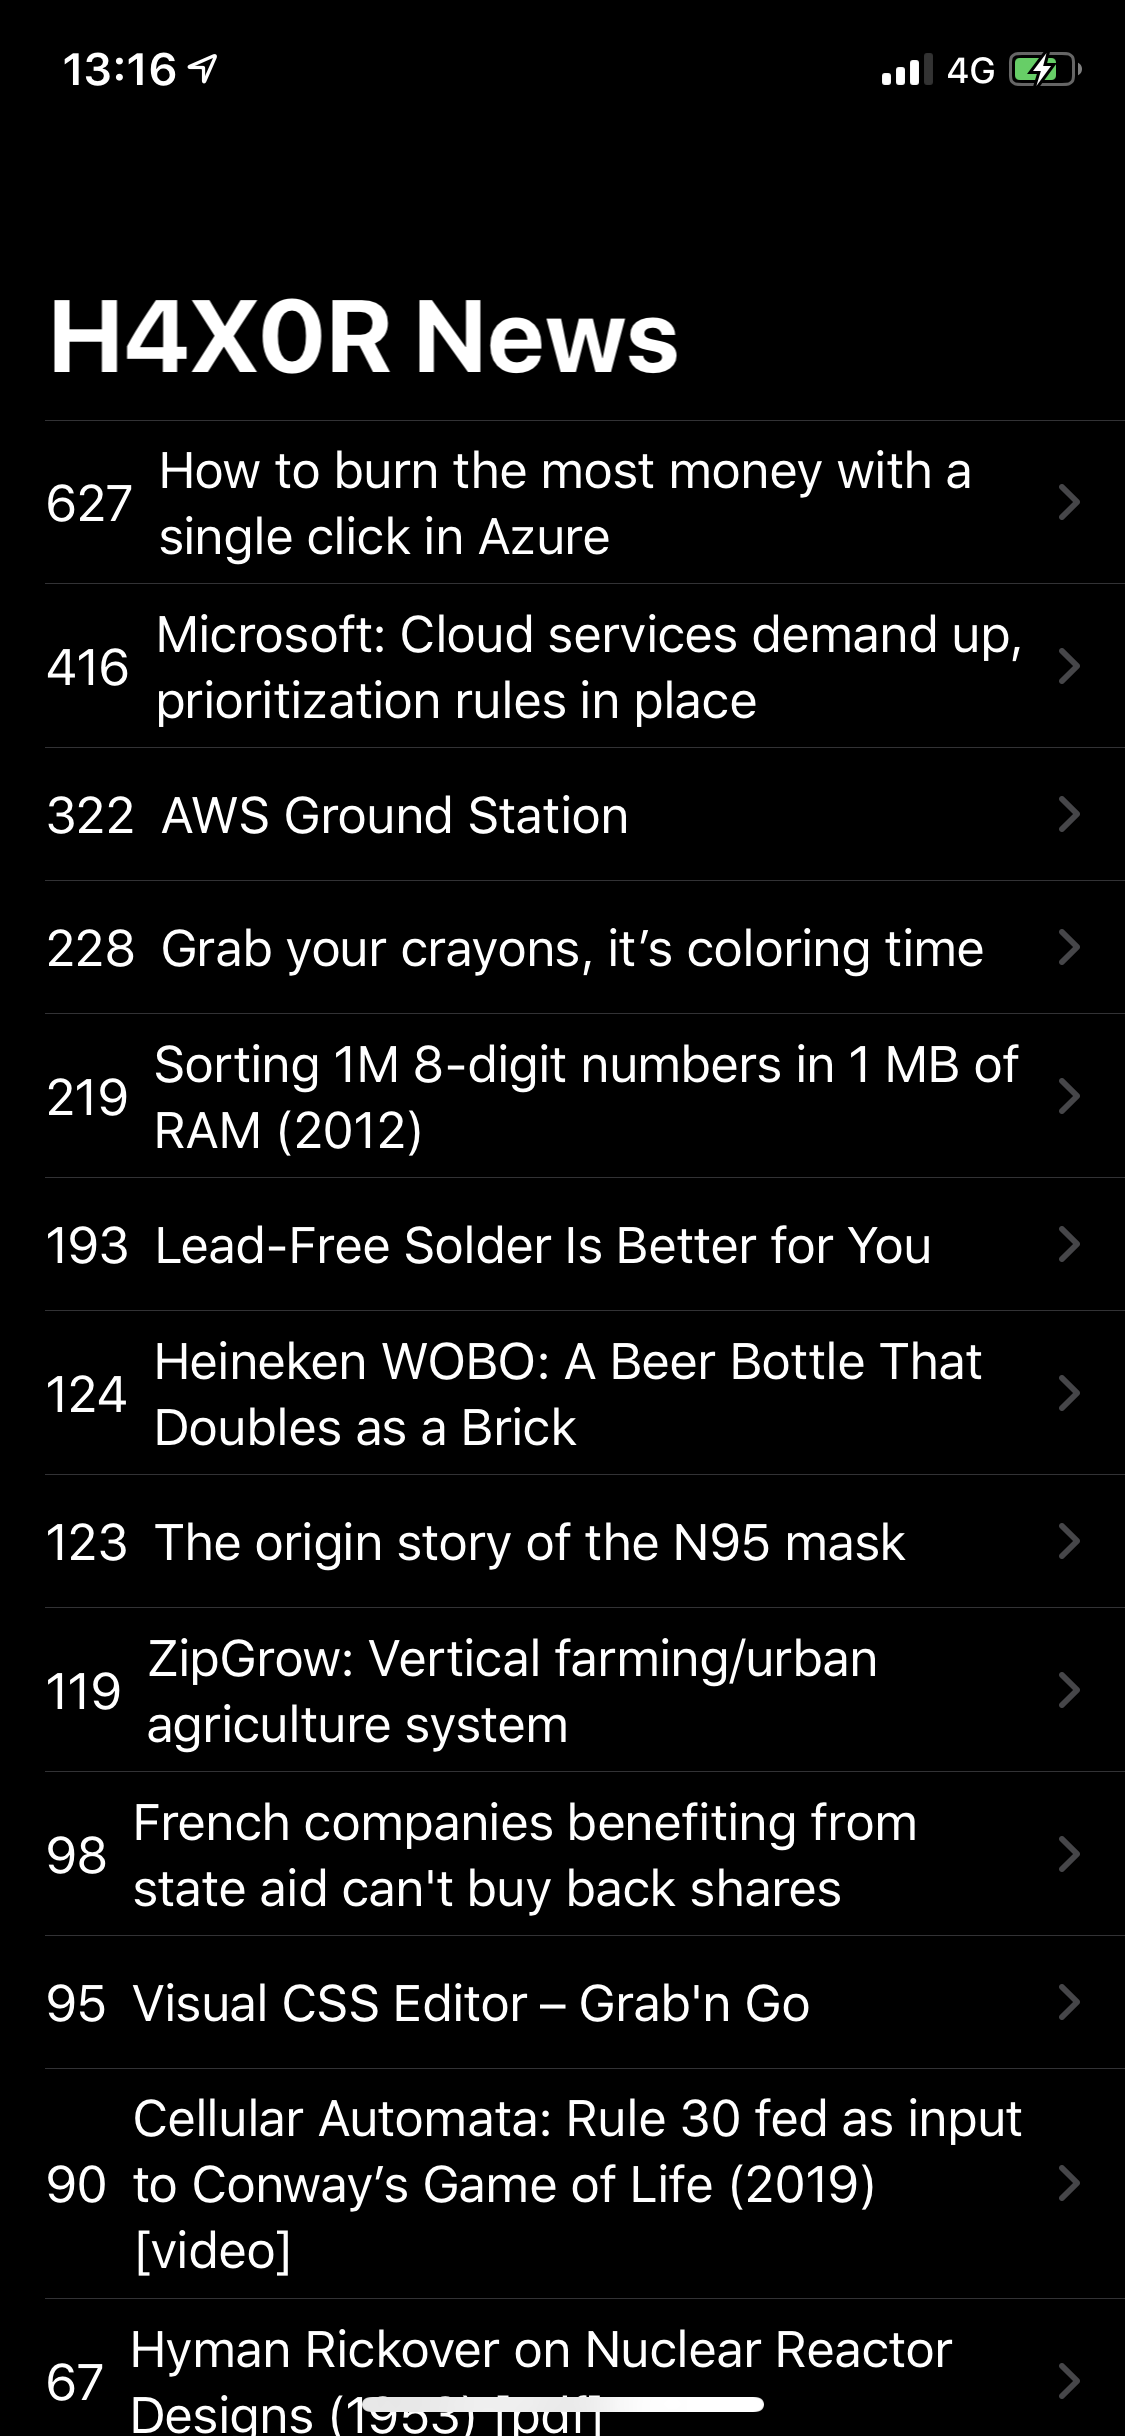 13:16
4G
H4X0R News
627
How to burn the most money with a
single click in Azure
416
Microsoft: Cloud services demand up,
prioritization rules in place
322 AWS Ground Station
228 Grab your crayons, it’s coloring time
219
Sorting 1M 8-digit numbers in 1 MB of
RAM (2012)
193 Lead-Free Solder Is Better for You
124
Heineken WOBO: A Beer Bottle That
Doubles as a Brick
123 The origin story of the N95 mask
119
ZipGrow: Vertical farming/urban
agriculture system
98
French companies benefiting from
state aid can't buy back shares
95 Visual CSS Editor – Grab'n Go
90
Cellular Automata: Rule 30 fed as input
to Conway’s Game of Life (2019)
[video]
67
Hyman Rickover on Nuclear Reactor
Designs (1953) [pdf]